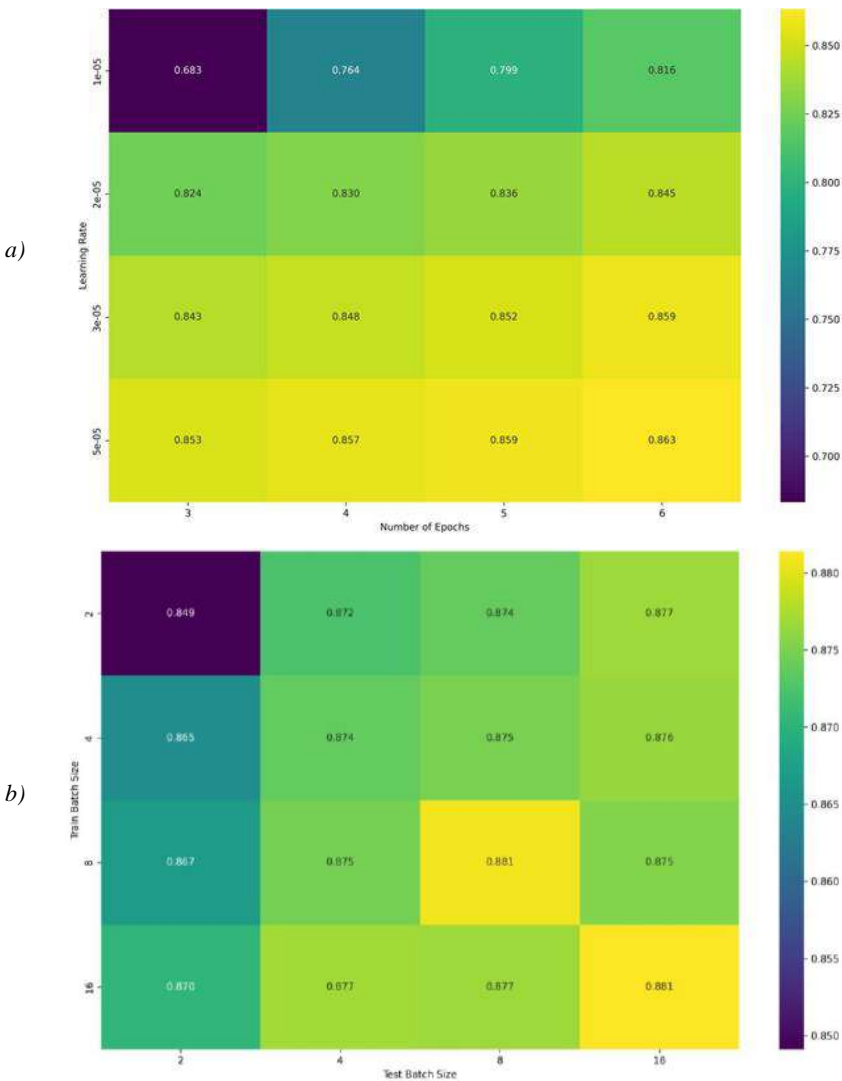 a)
Learning Rate
1e-05 0.683 0.764 0.799 0.816
2e-05 0.824 0.830 0.836 0.845
3e-05 0.843 0.848 0.852 0.859
5e-05 0.853 0.857 0.859 0.863
3 4 5 6
Number of Epochs
0.850
0.825
0.800
0.775
0.750
0.725
0.700
b)
Train Batch Size
2 0.849 0.872 0.874 0.877
4 0.865 0.874 0.875 0.876
8 0.867 0.875 0.881 0.875
16 0.870 0.877 0.877 0.881
2 4 8 16
Test Batch Size
0.880
0.875
0.870
0.865
0.860
0.855
0.850